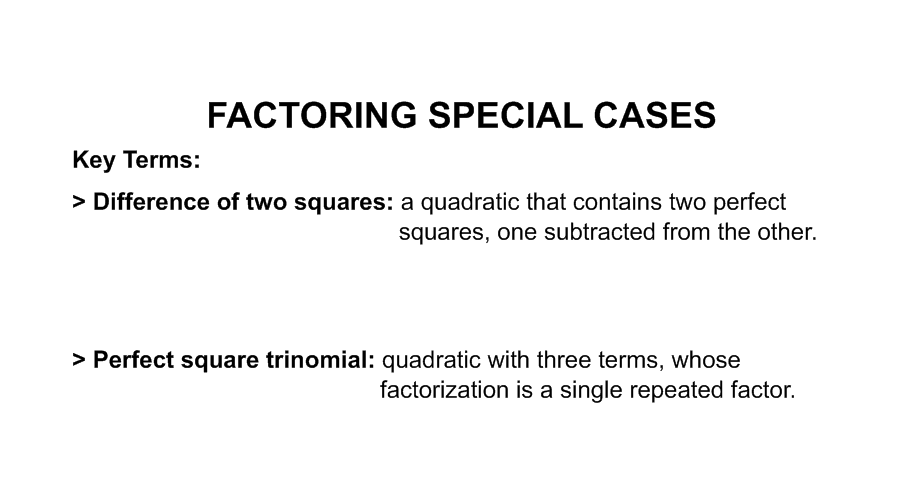 FACTORING SPECIAL CASES
Key Terms:
> Difference of two squares: a quadratic that contains two perfect
squares, one subtracted from the other.
> Perfect square trinomial: quadratic with three terms, whose
factorization is a single repeated factor.